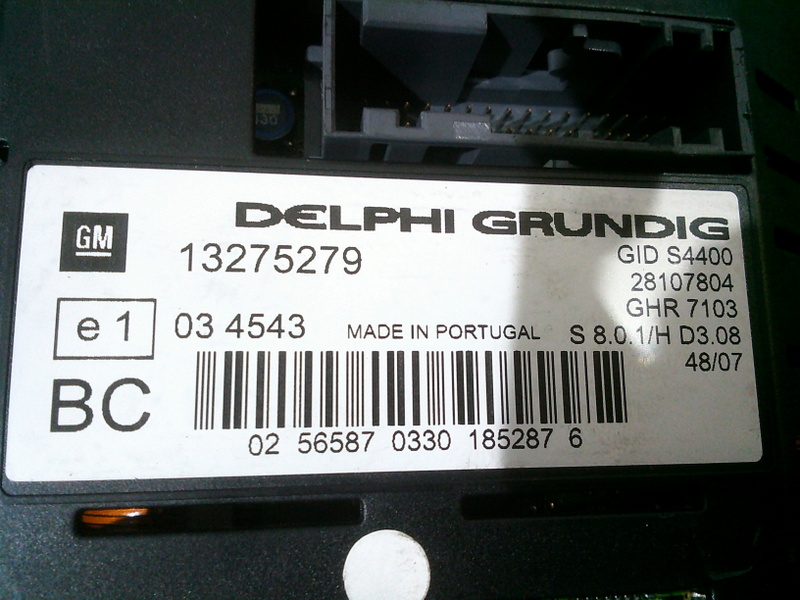 DELPHI GRUNDIG
GM
13275279
GID S4400
28107804
GHR 7103
e 1
03 4543
MADE IN PORTUGAL
S 8.0.1/H D3.08
48/07
BC
02 56587 0330 185287 6